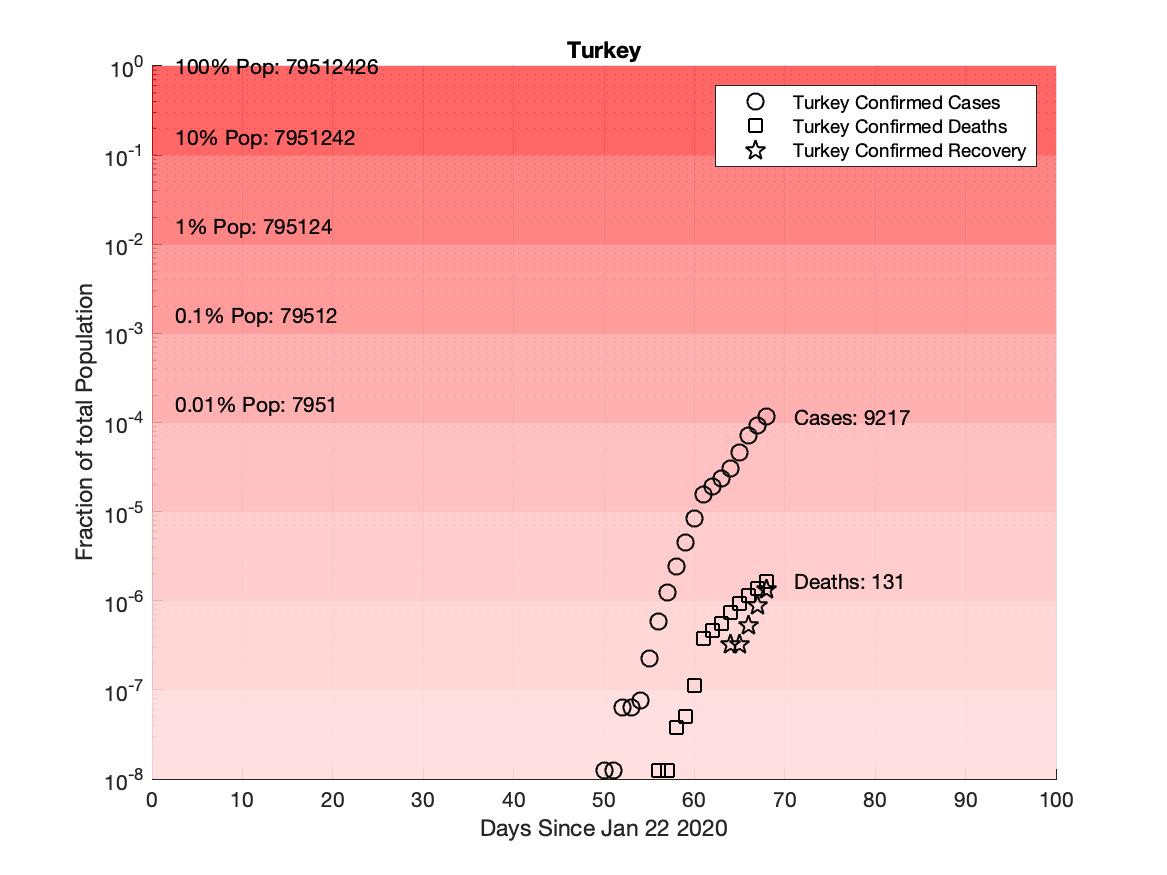 Turkey
10^0
100% Pop: 79512426
Turkey Confirmed Cases
Turkey Confirmed Deaths
Turkey Confirmed Recovery
10% Pop: 7951242
10^-1
1% Pop: 795124
10^-2
0.1% Pop: 79512
10^-3
0.01% Pop: 7951
10^-4
Cases: 9217
10^-5
Deaths: 131
10^-6
10^-7
10^-8
Fraction of total Population
0 10 20 30 40 50 60 70 80 90 100
Days Since Jan 22 2020